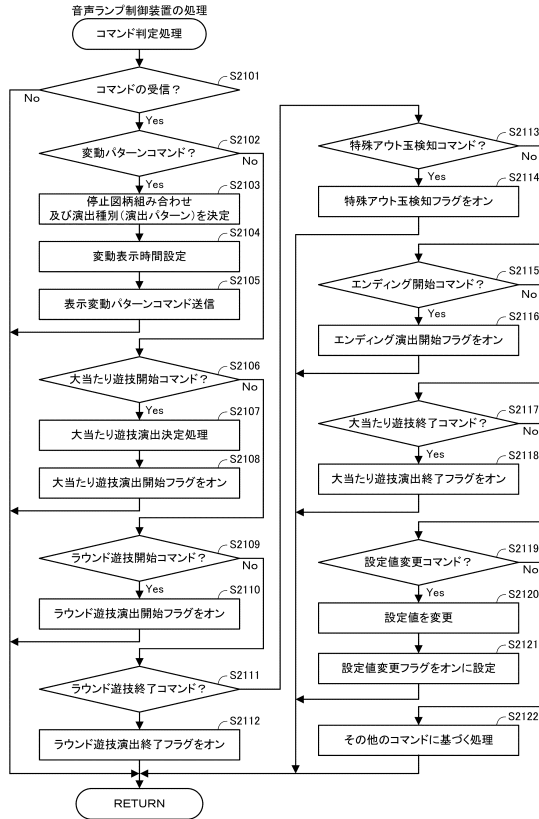 音声ランプ制御装置の処理
コマンド判定処理
S2101
コマンドの受信？
No
Yes
S2102
変動パターンコマンド？
No
Yes
S2103
停止図柄組み合わせ
及び演出種別（演出パターン）を決定
S2104
変動表示時間設定
S2105
表示変動パターンコマンド送信
S2106
大当たり遊技開始コマンド？
No
Yes
S2107
大当たり遊技演出決定処理
S2108
大当たり遊技演出開始フラグをオン
S2109
ラウンド遊技開始コマンド？
No
Yes
S2110
ラウンド遊技演出開始フラグをオン
S2111
ラウンド遊技終了コマンド？
S2112
ラウンド遊技演出終了フラグをオン
RETURN
S2113
特殊アウト玉検知コマンド？
No
Yes
S2114
特殊アウト玉検知フラグをオン
S2115
エンディング開始コマンド？
No
Yes
S2116
エンディング演出開始フラグをオン
S2117
大当たり遊技終了コマンド？
No
Yes
S2118
大当たり遊技演出終了フラグをオン
S2119
設定値変更コマンド？
No
Yes
S2120
設定値を変更
S2121
設定値変更フラグをオンに設定
S2122
その他のコマンドに基づく処理